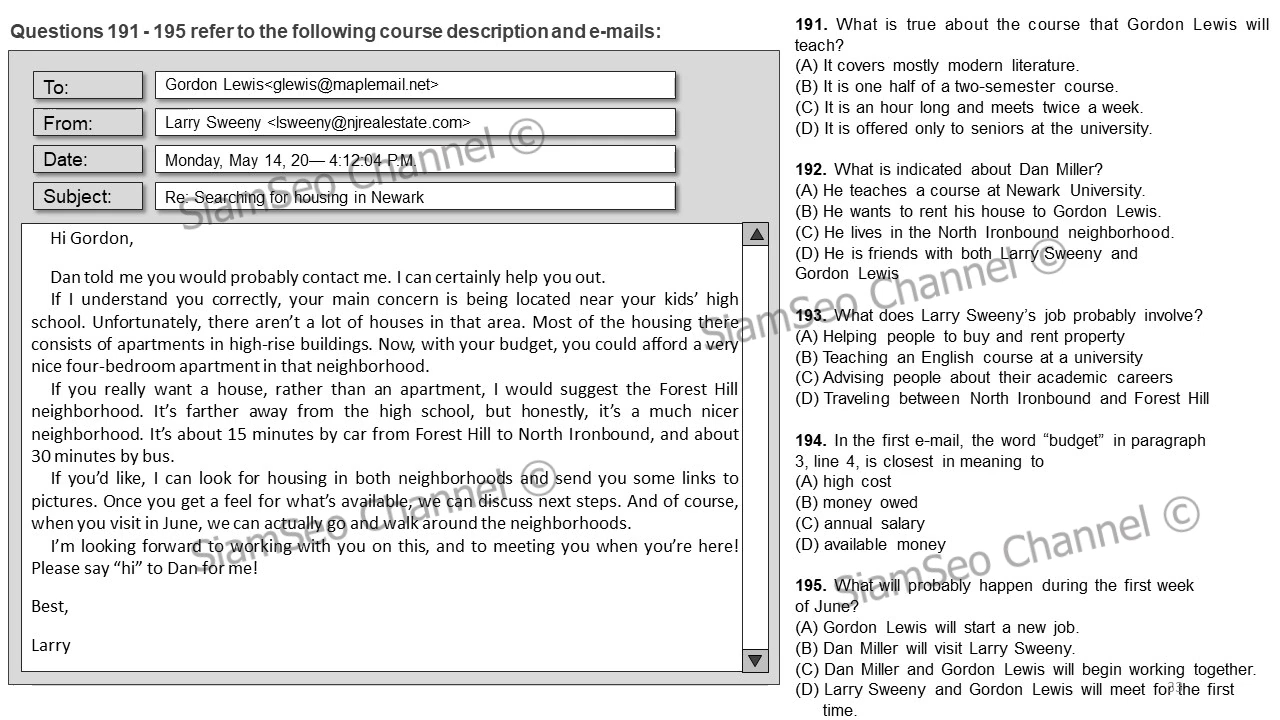 Questions 191 - 195 refer to the following course description and e-mails:
To:
Gordon Lewis<glewis@maplemail.net>
From:
Larry Sweeny <lsweeny@njrealestate.com>
Date:
Monday, May 14, 20— 4:12:04 P.M.
Subject:
Re: Searching for housing in Newark
Hi Gordon,
Dan told me you would probably contact me. I can certainly help you out.
If I understand you correctly, your main concern is being located near your kids’ high
school. Unfortunately, there aren’t a lot of houses in that area. Most of the housing there
consists of apartments in high-rise buildings. Now, with your budget, you could afford a very
nice four-bedroom apartment in that neighborhood.
If you really want a house, rather than an apartment, I would suggest the Forest Hill
neighborhood. It’s farther away from the high school, but honestly, it’s a much nicer
neighborhood. It’s about 15 minutes by car from Forest Hill to North Ironbound, and about
30 minutes by bus.
If you’d like, I can look for housing in both neighborhoods and send you some links to
pictures. Once you get a feel for what’s available, we can discuss next steps. And of course,
when you visit in June, we can actually go and walk around the neighborhoods.
I’m looking forward to working with you on this, and to meeting you when you’re here!
Please say “hi” to Dan for me!
Best,
Larry
SiamSeo Channel ©
SiamSeo Channel ©
191. What is true about the course that Gordon Lewis will
teach?
(A) It covers mostly modern literature.
(B) It is one half of a two-semester course.
(C) It is an hour long and meets twice a week.
(D) It is offered only to seniors at the university.
192. What is indicated about Dan Miller?
(A) He teaches a course at Newark University.
(B) He wants to rent his house to Gordon Lewis.
(C) He lives in the North Ironbound neighborhood.
(D) He is friends with both Larry Sweeny and
Gordon Lewis
193. What does Larry Sweeny’s job probably involve?
(A) Helping people to buy and rent property
(B) Teaching an English course at a university
(C) Advising people about their academic careers
(D) Traveling between North Ironbound and Forest Hill
194. In the first e-mail, the word “budget” in paragraph
3, line 4, is closest in meaning to
(A) high cost
(B) money owed
(C) annual salary
(D) available money
195. What will probably happen during the first week
of June?
(A) Gordon Lewis will start a new job.
(B) Dan Miller will visit Larry Sweeny.
(C) Dan Miller and Gordon Lewis will begin working together.
(D) Larry Sweeny and Gordon Lewis will meet for the first
time.
SiamSeo Channel ©
SiamSeo Channel ©